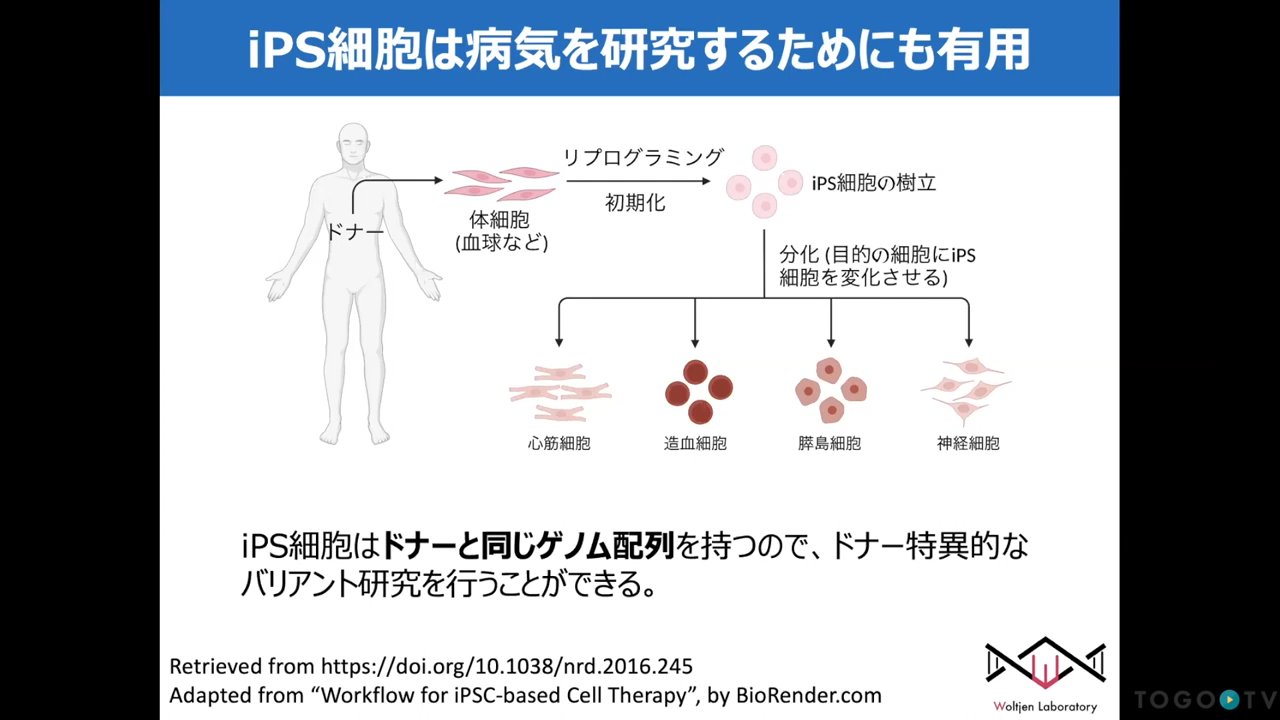 iPS細胞は病気を研究するためにも有用
リプログラミング
初期化
iPS細胞の樹立
体細胞
(血球など)
ドナー
分化 (目的の細胞にiPS
細胞を変化させる)
心筋細胞
造血細胞
膵島細胞
神経細胞
iPS細胞はドナーと同じゲノム配列を持つので、ドナー特異的な
バリアント研究を行うことができる。
Retrieved from https://doi.org/10.1038/nrd.2016.245
Adapted from “Workflow for iPSC-based Cell Therapy”, by BioRender.com
Woltjen Laboratory
TOGOTV